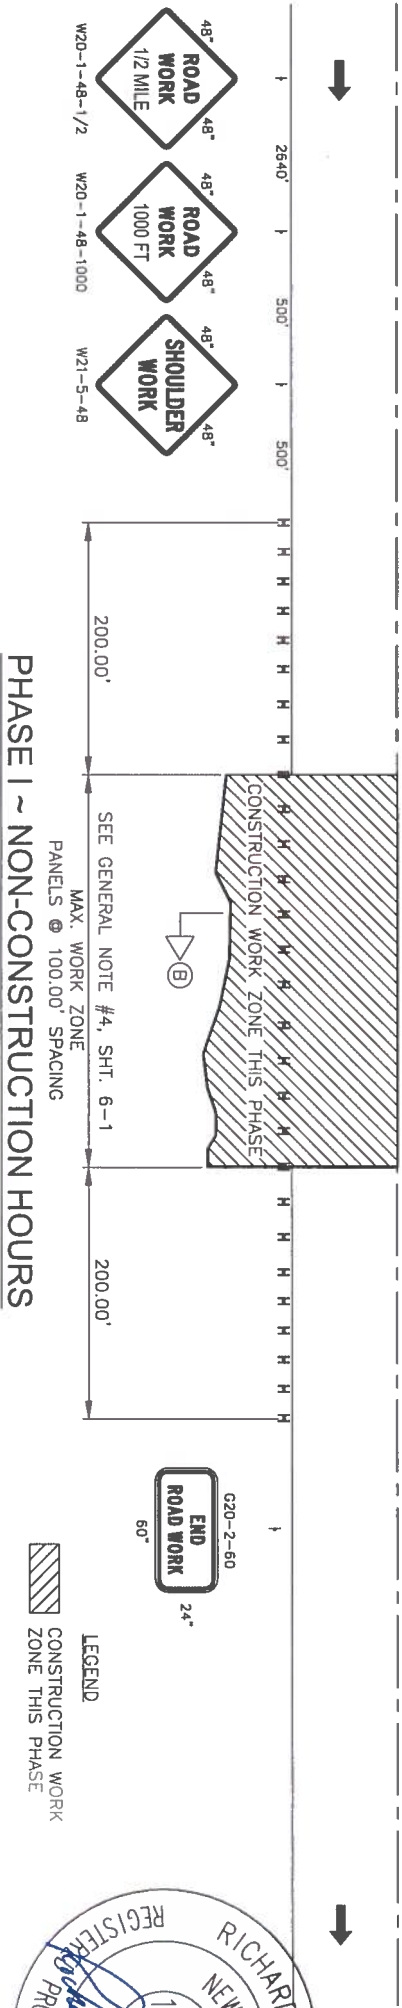 48"
48"
ROAD
WORK
1/2 MILE
W20-1-48-1/2
2640'
48"
48"
ROAD
WORK
1000 FT
W20-1-48-1000
500'
48"
48"
SHOULDER
WORK
W21-5-48
500'
200.00'
CONSTRUCTION WORK ZONE THIS PHASE
B
SEE GENERAL NOTE #4, SHT. 6-1
MAX. WORK ZONE
PANELS @ 100.00' SPACING
200.00'
G20-2-60
END
ROAD WORK
24"
60"
PHASE I ~ NON-CONSTRUCTION HOURS
LEGEND
CONSTRUCTION WORK
ZONE THIS PHASE
RICHAR
NEW
REGISTER
PR